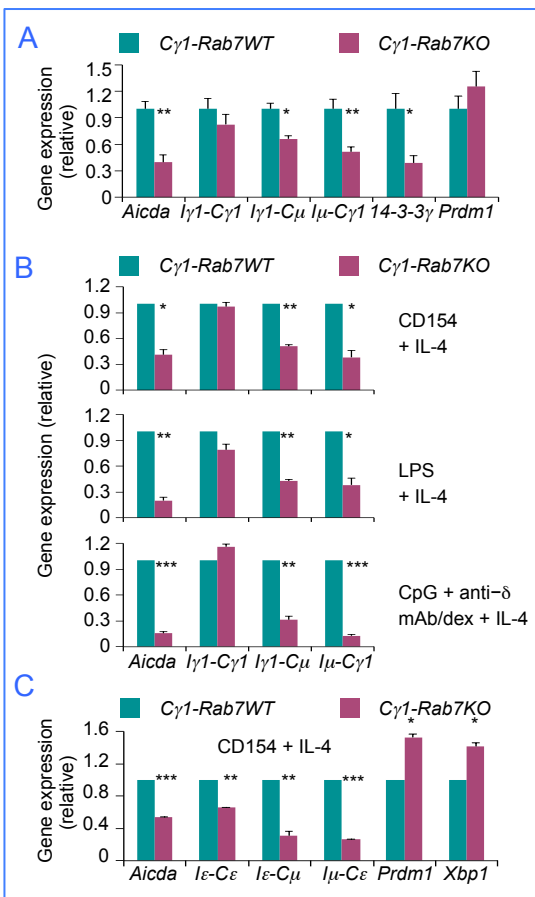 A
Cγ1-Rab7WT Cγ1-Rab7KO
Gene expression
(relative)
1.5
1.2
0.9
0.6
0.3
0
** * ** *
Aicda Iγ1-Cγ1 Iγ1-Cμ Iμ-Cγ1 14-3-3γ Prdm1
B
Cγ1-Rab7WT Cγ1-Rab7KO
Gene expression (relative)
1.2
0.9
0.6
0.3
0
* ** *
CD154
+ IL-4
1.2
0.9
0.6
0.3
0
** ** *
LPS
+ IL-4
1.2
0.9
0.6
0.3
0
*** ** ***
CpG + anti−δ
mAb/dex + IL-4
Aicda Iγ1-Cγ1 Iγ1-Cμ Iμ-Cγ1
C
Cγ1-Rab7WT Cγ1-Rab7KO
Gene expression
(relative)
1.6
1.2
0.8
0.4
0
CD154 + IL-4
*** ** ** *** * *
Aicda Iε-Cε Iε-Cμ Iμ-Cε Prdm1 Xbp1